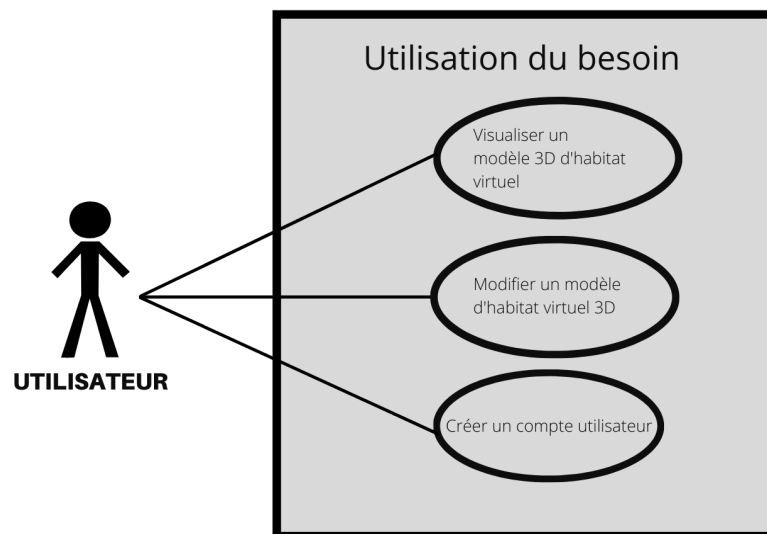 Utilisation du besoin
Visualiser un
modèle 3D d'habitat
virtuel
Modifier un modèle
d'habitat virtuel 3D
UTILISATEUR
Créer un compte utilisateur